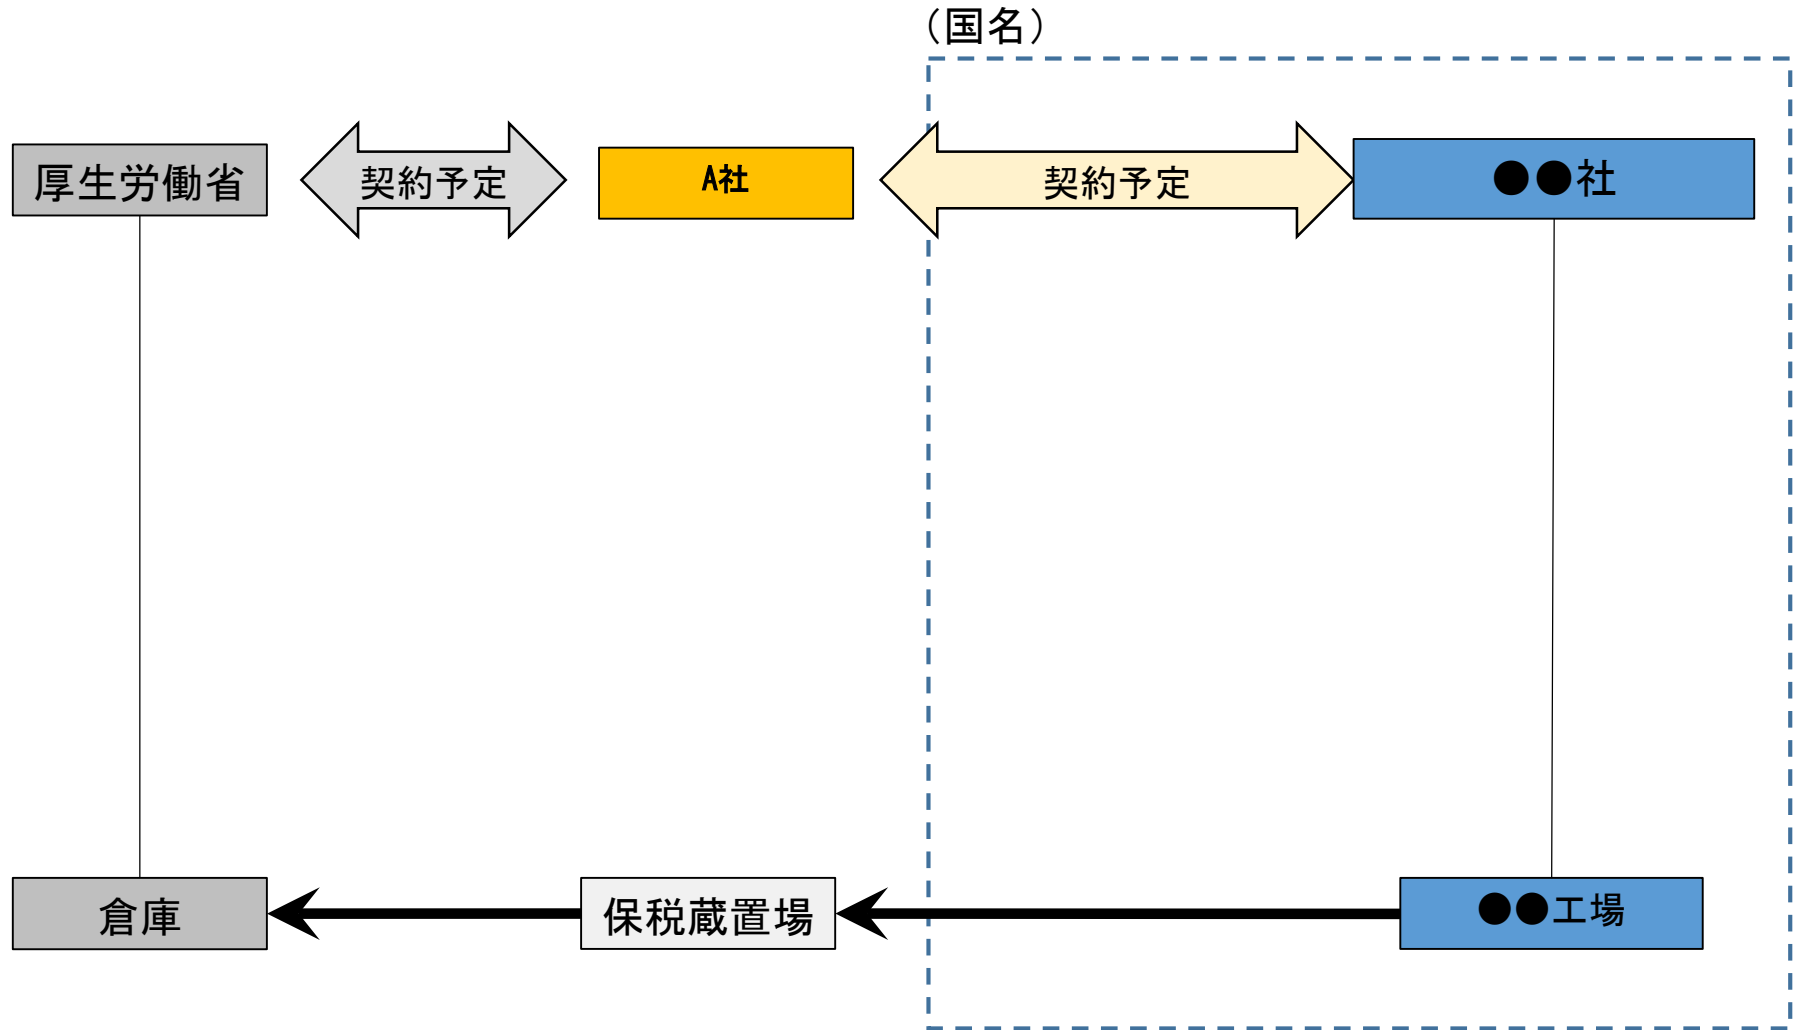 （国名）
厚生労働省
契約予定
A社
契約予定
●●社
倉庫
保税蔵置場
●●工場